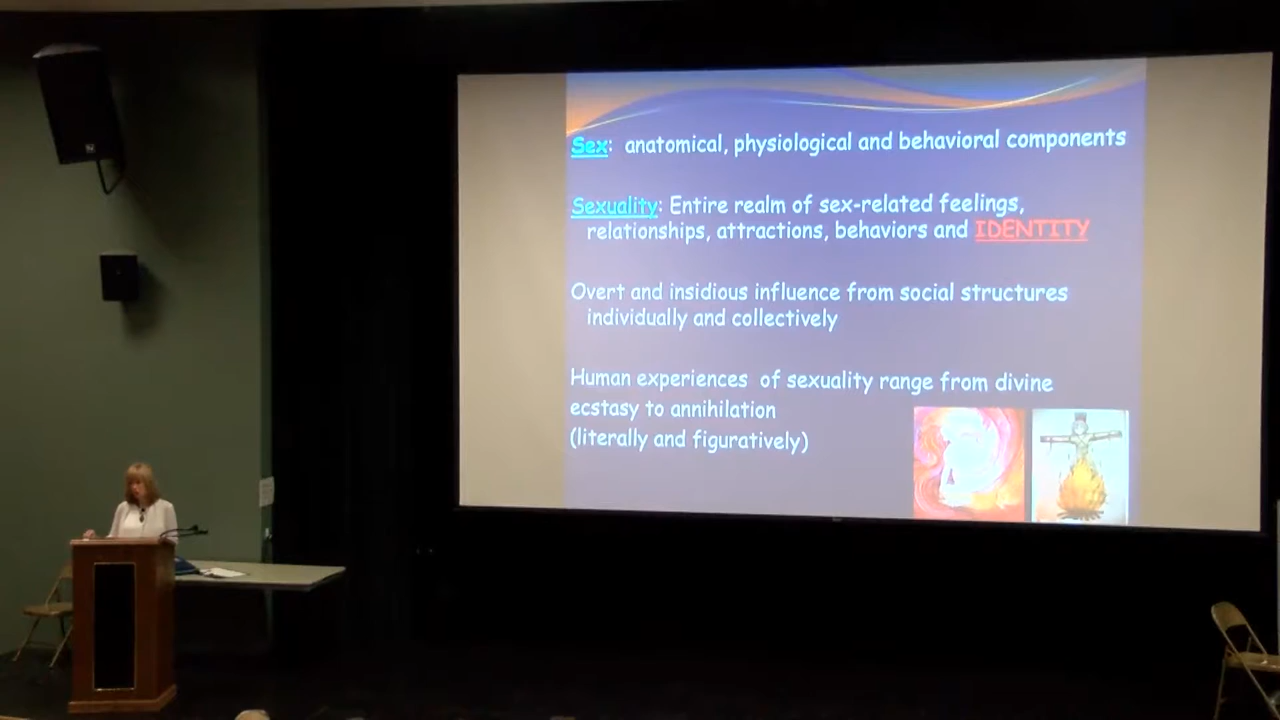 Sex: anatomical, physiological and behavioral components
Sexuality: Entire realm of sex-related feelings,
relationships, attractions, behaviors and IDENTITY
Overt and insidious influence from social structures
individually and collectively
Human experiences of sexuality range from divine
ecstasy to annihilation
(literally and figuratively)